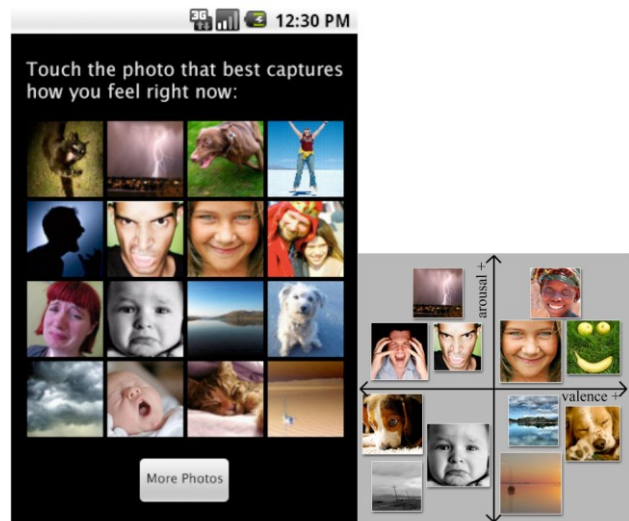 3G
12:30 PM
Touch the photo that best captures
how you feel right now:
More Photos
arousal +
valence +